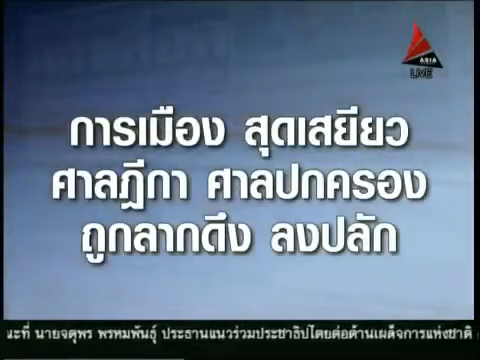 ASIA
LIVE
การเมือง สุดเสยียว
ศาลฎีกา ศาลปกครอง
ถูกลากดึง ลงปลัก
นะที่ นายจตุพร พรหมพันธุ์ ประธานแนวร่วมประชาธิปไตยต่อต้านเผด็จการแห่งชาติ